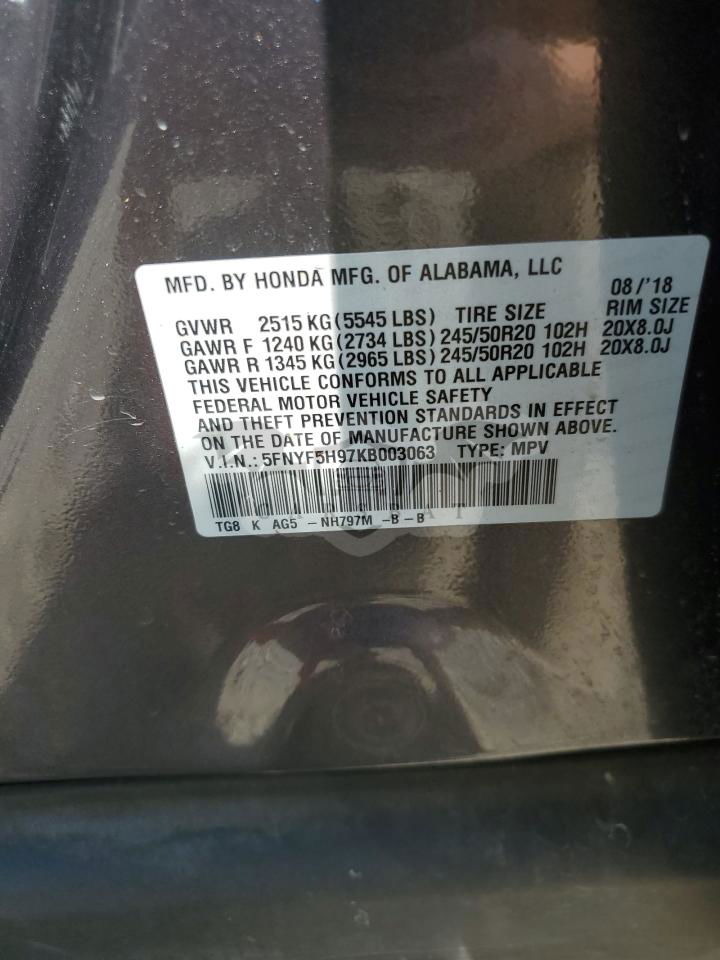 MFD. BY HONDA MFG. OF ALABAMA, LLC 08/'18
GVWR 2515 KG (5545 LBS) TIRE SIZE RIM SIZE
GAWR F 1240 KG (2734 LBS) 245/50R20 102H 20X8.0J
GAWR R 1345 KG (2965 LBS) 245/50R20 102H 20X8.0J
THIS VEHICLE CONFORMS TO ALL APPLICABLE
FEDERAL MOTOR VEHICLE SAFETY
AND THEFT PREVENTION STANDARDS IN EFFECT
ON THE DATE OF MANUFACTURE SHOWN ABOVE.
V.I.N.: 5FNYF5H97KB003063 TYPE: MPV
TG8 K AG5 -NH797M -B-B